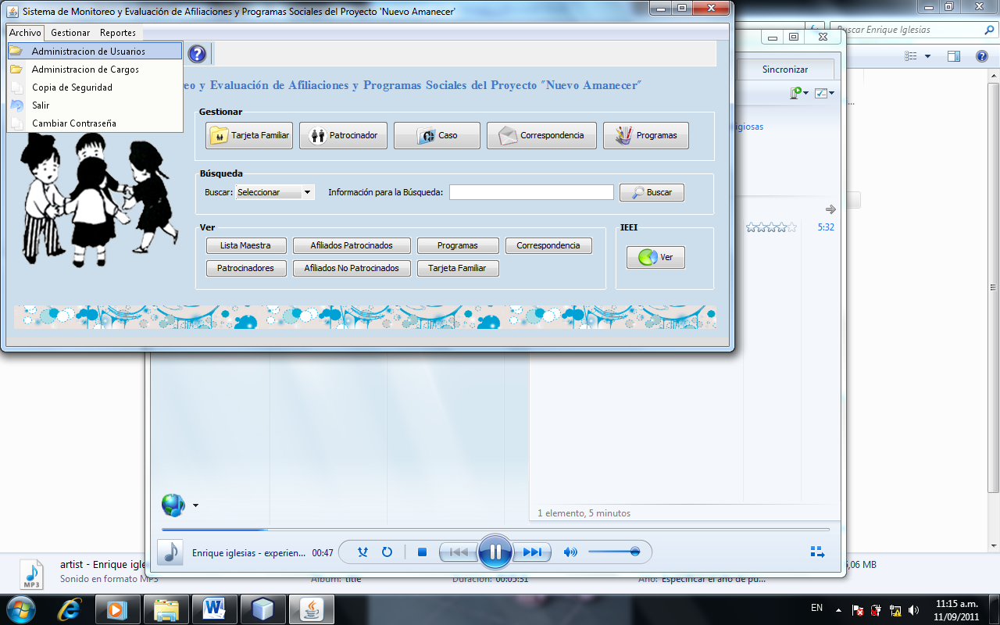 Sistema de Monitoreo y Evaluación de Afiliaciones y Programas Sociales del Proyecto 'Nuevo Amanecer'
Buscar Enrique Iglesias
Archivo Gestionar Reportes
Administracion de Usuarios
Administracion de Cargos
Copia de Seguridad
Salir
Cambiar Contraseña
Sincronizar
y Evaluación de Afiliaciones y Programas Sociales del Proyecto "Nuevo Amanecer"
Gestionar
Tarjeta Familiar Patrocinador Caso Correspondencia Programas
Búsqueda
Buscar: Seleccionar Información para la Búsqueda: Buscar
Ver
IEEI
Lista Maestra Afiliados Patrocinados Programas Correspondencia
Patrocinadores Afiliados No Patrocinados Tarjeta Familiar
Ver
5:32
1 elemento, 5 minutos
Enrique iglesias - experien... 00:47
artist - Enrique
MP3
Sonido en formato MP3
Álbum: title
Duración: 00:05:31
Año: Especificar el año de pu...
MB
EN
11:15 a.m.
11/09/2011